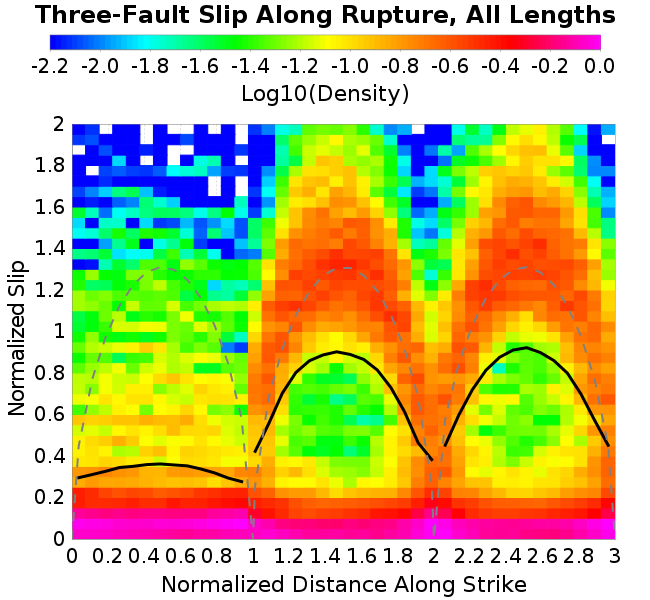 Three-Fault Slip Along Rupture, All Lengths
-2.2 -2.0 -1.8 -1.6 -1.4 -1.2 -1.0 -0.8 -0.6 -0.4 -0.2 0.0
Log10(Density)
2
1.8
1.6
1.4
1.2
1
0.8
0.6
0.4
0.2
0
Normalized Slip
0 0.2 0.4 0.6 0.8 1 1.2 1.4 1.6 1.8 2 2.2 2.4 2.6 2.8 3
Normalized Distance Along Strike